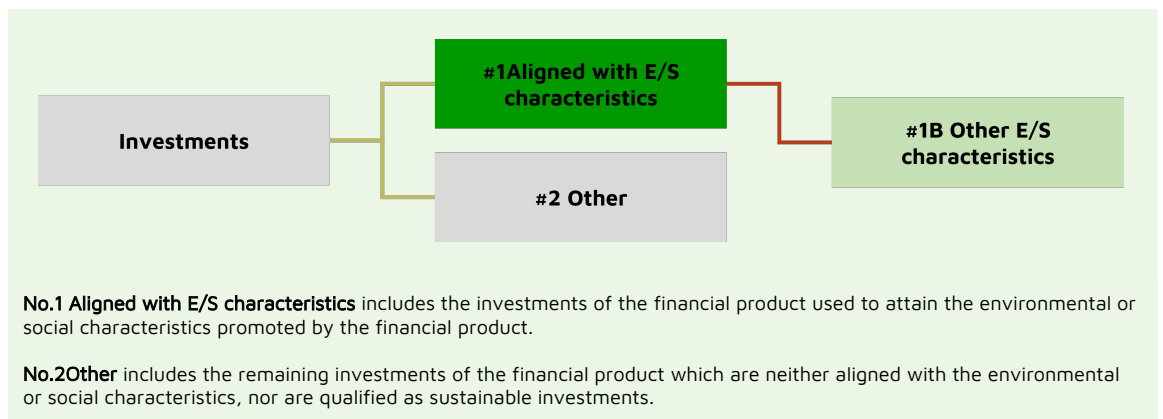 #1Aligned with E/S
characteristics
Investments
#1B Other E/S
characteristics
#2 Other
No.1 Aligned with E/S characteristics includes the investments of the financial product used to attain the environmental or
social characteristics promoted by the financial product.
No.2Other includes the remaining investments of the financial product which are neither aligned with the environmental
or social characteristics, nor are qualified as sustainable investments.